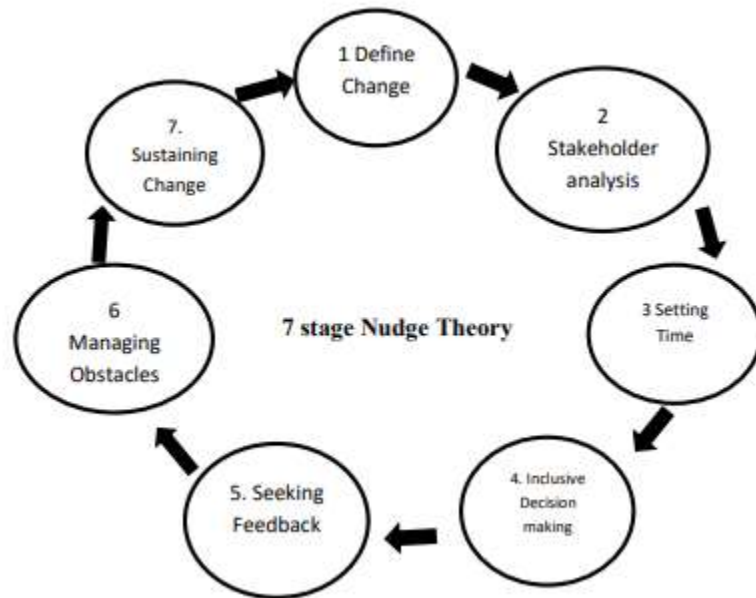 1 Define
Change
2
Stakeholder
analysis
3 Setting
Time
4. Inclusive
Decision
making
5. Seeking
Feedback
6
Managing
Obstacles
7.
Sustaining
Change
7 stage Nudge Theory